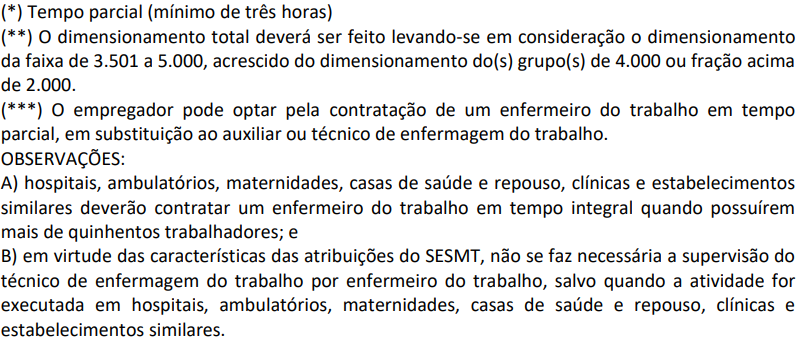 (*) Tempo parcial (mínimo de três horas)
(**) O dimensionamento total deverá ser feito levando-se em consideração o dimensionamento
da faixa de 3.501 a 5.000, acrescido do dimensionamento do(s) grupo(s) de 4.000 ou fração acima
de 2.000.
(***) O empregador pode optar pela contratação de um enfermeiro do trabalho em tempo
parcial, em substituição ao auxiliar ou técnico de enfermagem do trabalho.
OBSERVAÇÕES:
A) hospitais, ambulatórios, maternidades, casas de saúde e repouso, clínicas e estabelecimentos
similares deverão contratar um enfermeiro do trabalho em tempo integral quando possuírem
mais de quinhentos trabalhadores; e
B) em virtude das características das atribuições do SESMT, não se faz necessária a supervisão do
técnico de enfermagem do trabalho por enfermeiro do trabalho, salvo quando a atividade for
executada em hospitais, ambulatórios, maternidades, casas de saúde e repouso, clínicas e
estabelecimentos similares.